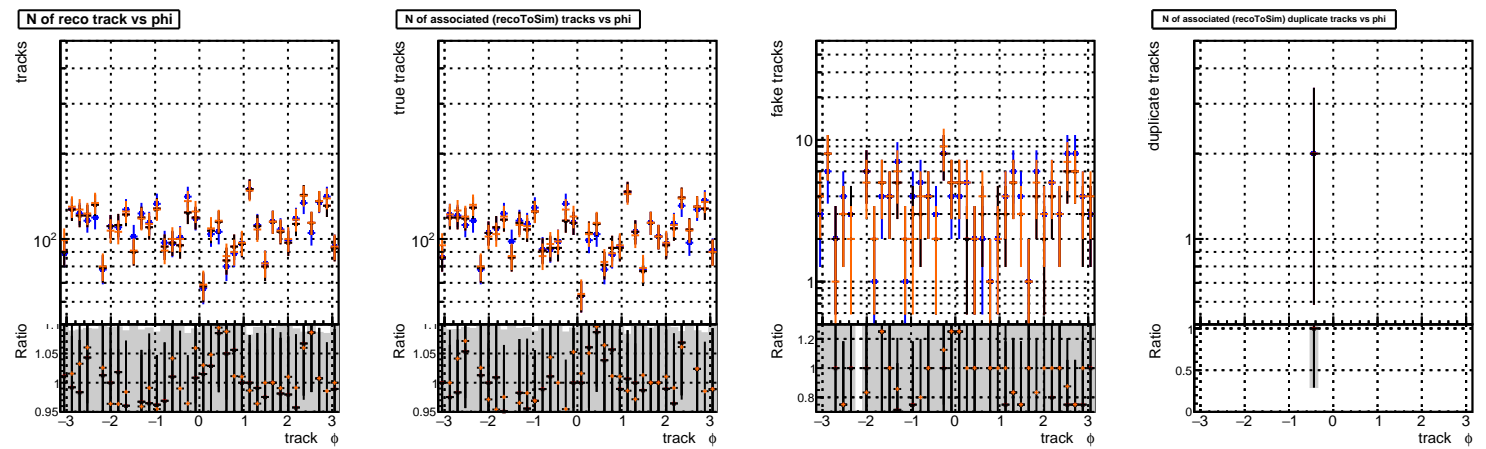 N of reco track vs phi
tracks
10²
Ratio
1.1
1.05
1
0.95
−3 −2 −1 0 1 2 3
track ϕ
N of associated (recoToSim) tracks vs phi
true tracks
10²
Ratio
1.1
1.05
1
0.95
−3 −2 −1 0 1 2 3
track ϕ
fake tracks
10
1
Ratio
1.2
1
0.8
−3 −2 −1 0 1 2 3
track ϕ
N of associated (recoToSim) duplicate tracks vs phi
duplicate tracks
1
Ratio
1
0.5
0
−3 −2 −1 0 1 2 3
track ϕ